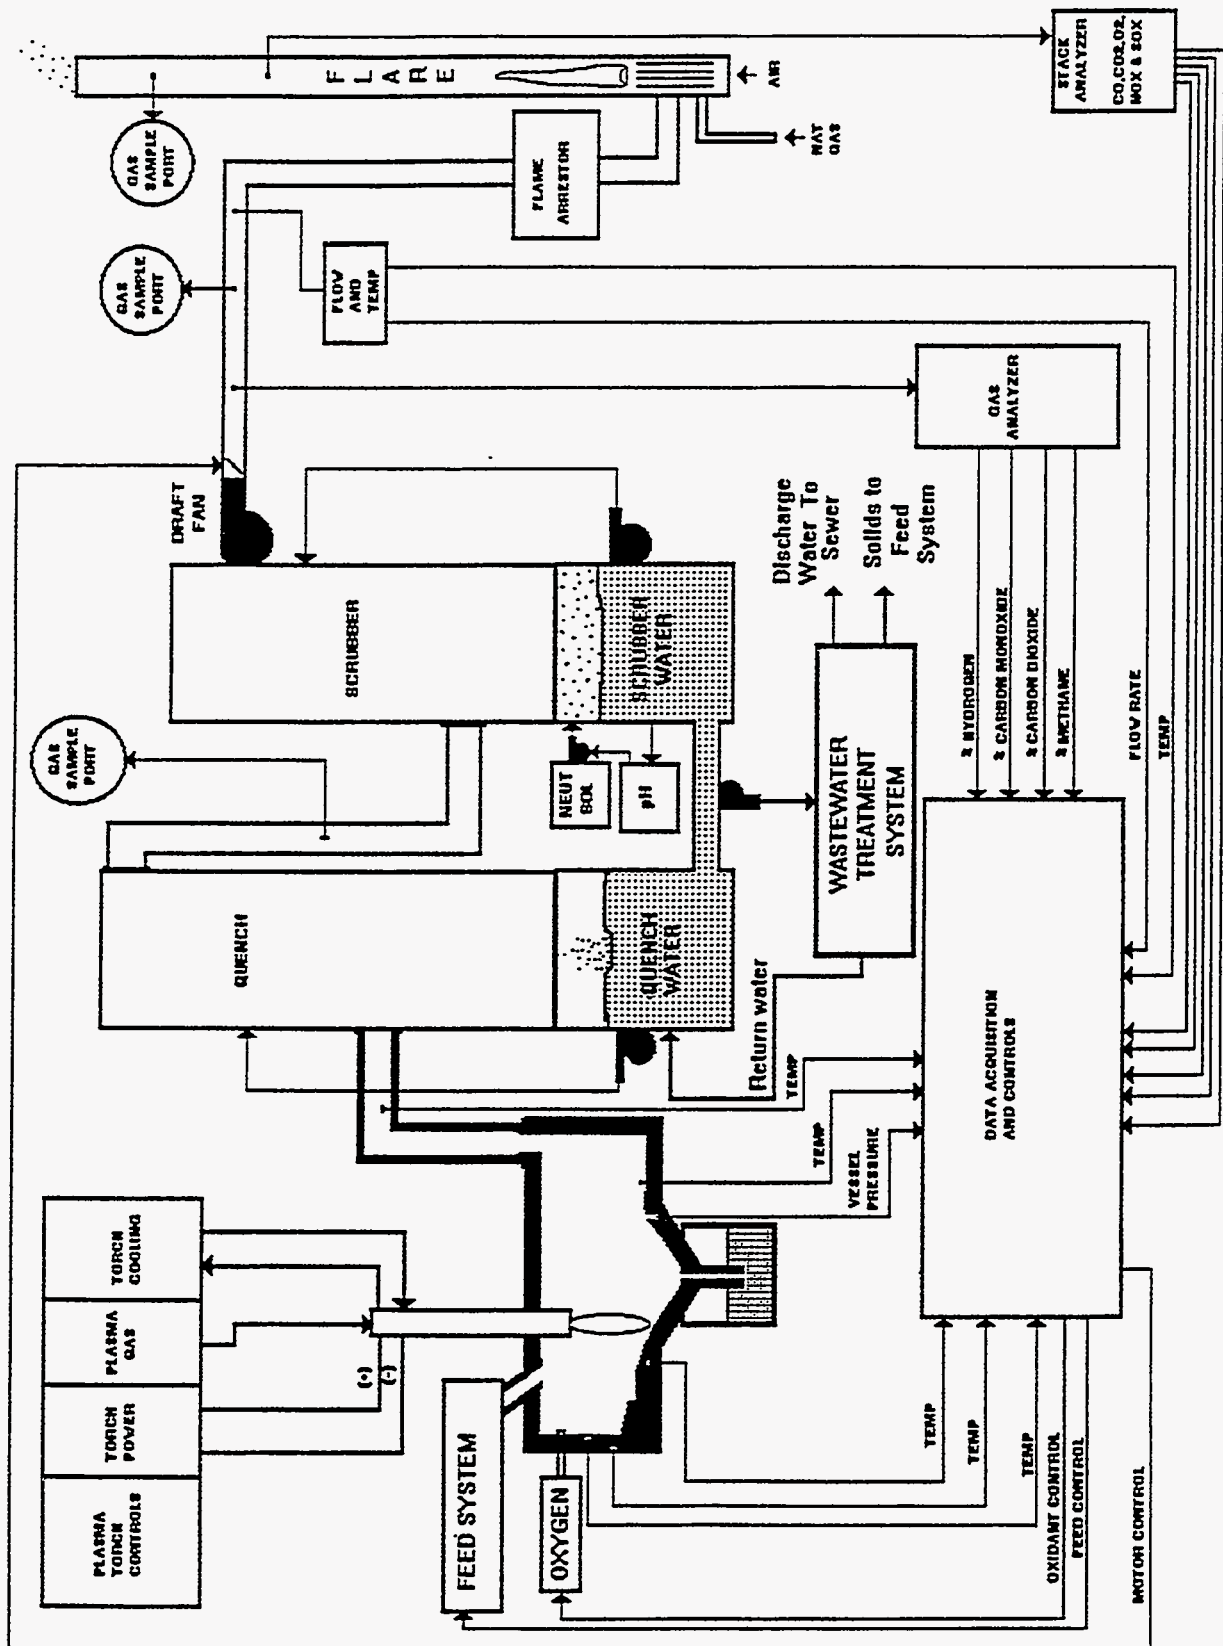 PLASMA
TORCH
CONTROLS
TORCH
POWER
PLASMA
GAS
TORCH
COOLING
(+)
(-)
FEED SYSTEM
OXYGEN
QUENCH
QUENCH
WATER
GAS
SAMPLE
PORT
SCRUBBER
SCRUBBER
WATER
NEUT
SOL
pH
DRAFT
FAN
GAS
SAMPLE
PORT
GAS
SAMPLE
PORT
FLOW
AND
TEMP
FLAME
ARRESTOR
FLARE
AIR
NAT
GAS
STACK
ANALYZER
CO,CO2,O2,
NOX & SOX
GAS
ANALYZER
Discharge
Water To
Sewer
Solids to
Feed
System
WASTEWATER
TREATMENT
SYSTEM
Return water
TEMP
TEMP
VESSEL
PRESSURE
% HYDROGEN
% CARBON MONOXIDE
% CARBON DIOXIDE
% METHANE
FLOW RATE
TEMP
DATA ACQUISITION
AND CONTROLS
TEMP
TEMP
TEMP
OXIDANT CONTROL
FEED CONTROL
MOTOR CONTROL